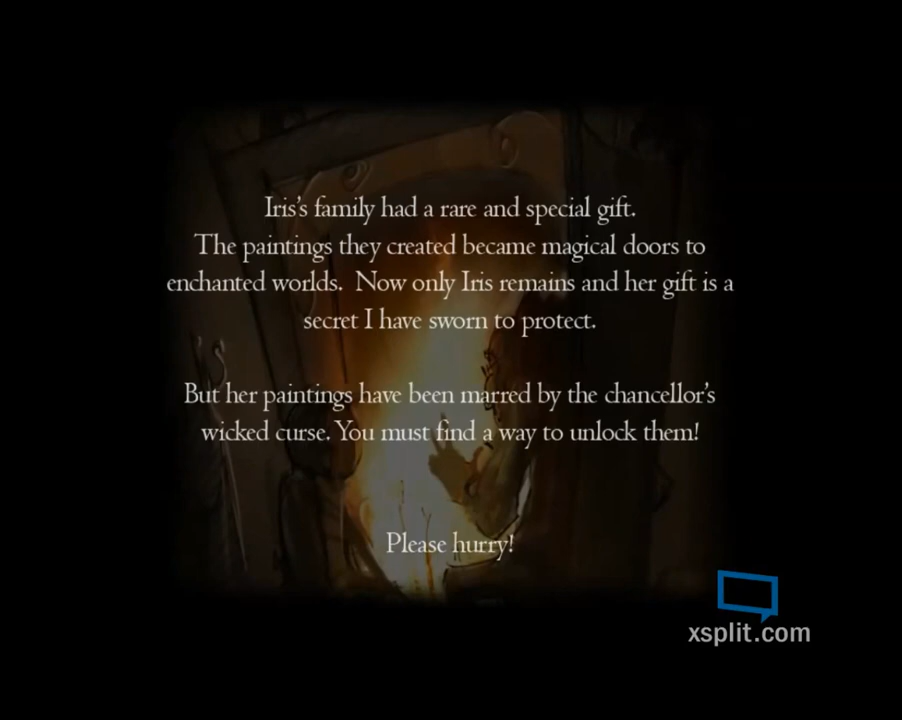 Iris's family had a rare and special gift.
The paintings they created became magical doors to
enchanted worlds.  Now only Iris remains and her gift is a
secret I have sworn to protect.
But her paintings have been marred by the chancellor's
wicked curse. You must find a way to unlock them!
Please hurry!
xsplit.com